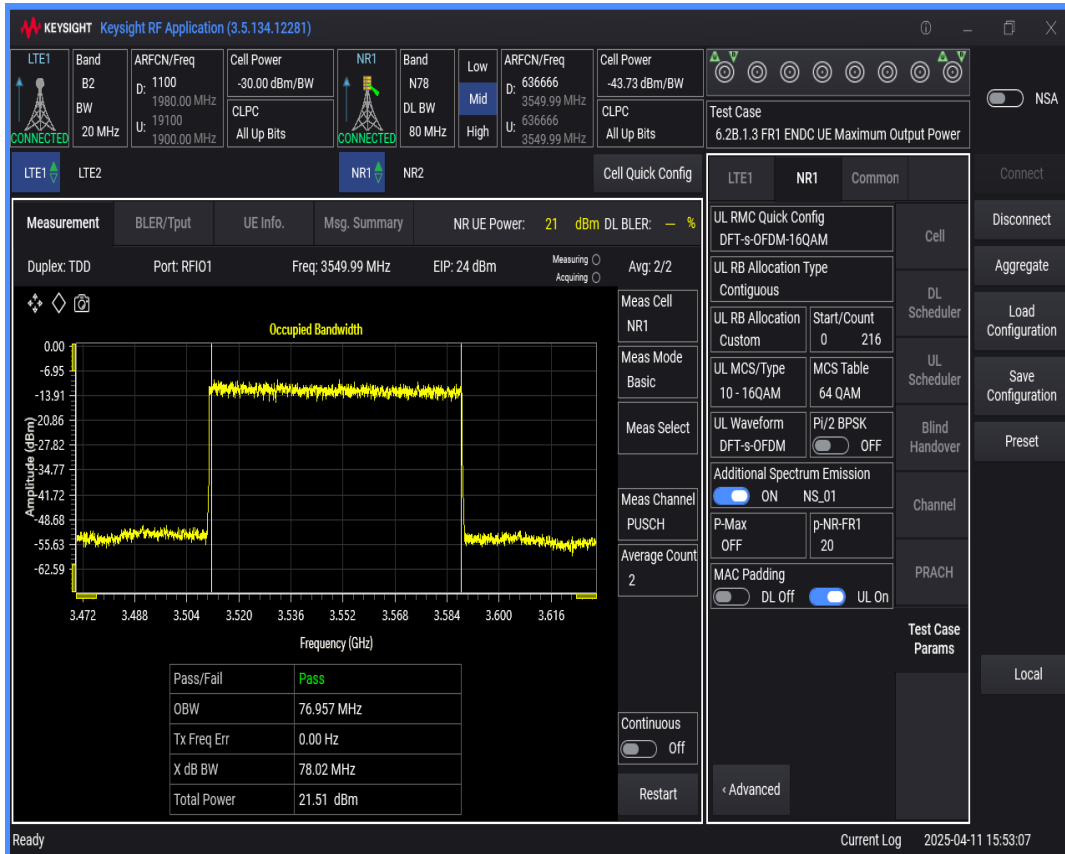 KEYSIGHT Keysight RF Application (3.5.134.12281)
LTE1
CONNECTED
Band
B2
BW
20 MHz
ARFCN/Freq
D: 1100
1980.00 MHz
U: 19100
1900.00 MHz
Cell Power
-30.00 dBm/BW
CLPC
All Up Bits
NR1
CONNECTED
Band
N78
DL BW
80 MHz
Low
Mid
High
ARFCN/Freq
D: 636666
3549.99 MHz
U: 636666
3549.99 MHz
Cell Power
-43.73 dBm/BW
CLPC
All Up Bits
Test Case
6.2B.1.3 FR1 ENDC UE Maximum Output Power
NSA
LTE1 LTE2 NR1 NR2 Cell Quick Config
Measurement BLER/Tput UE Info. Msg. Summary NR UE Power: 21 dBm DL BLER: — %
Duplex: TDD Port: RFIO1 Freq: 3549.99 MHz EIP: 24 dBm Measuring Avg: 2/2
Acquiring
Occupied Bandwidth
Amplitude (dBm)
0.00
-6.95
-13.91
-20.86
-27.82
-34.77
-41.72
-48.68
-55.63
-62.59
3.472 3.488 3.504 3.520 3.536 3.552 3.568 3.584 3.600 3.616
Frequency (GHz)
Pass/Fail Pass
OBW 76.957 MHz
Tx Freq Err 0.00 Hz
X dB BW 78.02 MHz
Total Power 21.51 dBm
Meas Cell
NR1
Meas Mode
Basic
Meas Select
Meas Channel
PUSCH
Average Count
2
Continuous
Off
Restart
LTE1 NR1 Common
UL RMC Quick Config
DFT-s-OFDM-16QAM
UL RB Allocation Type
Contiguous
UL RB Allocation
Custom
Start/Count
0 216
UL MCS/Type
10 - 16QAM
MCS Table
64 QAM
UL Waveform
DFT-s-OFDM
Pi/2 BPSK
OFF
Additional Spectrum Emission
ON NS_01
P-Max
OFF
p-NR-FR1
20
MAC Padding
DL Off UL On
‹ Advanced
Cell
DL
Scheduler
UL
Scheduler
Blind
Handover
Channel
PRACH
Test Case
Params
Connect
Disconnect
Aggregate
Load
Configuration
Save
Configuration
Preset
Local
Ready Current Log 2025-04-11 15:53:07